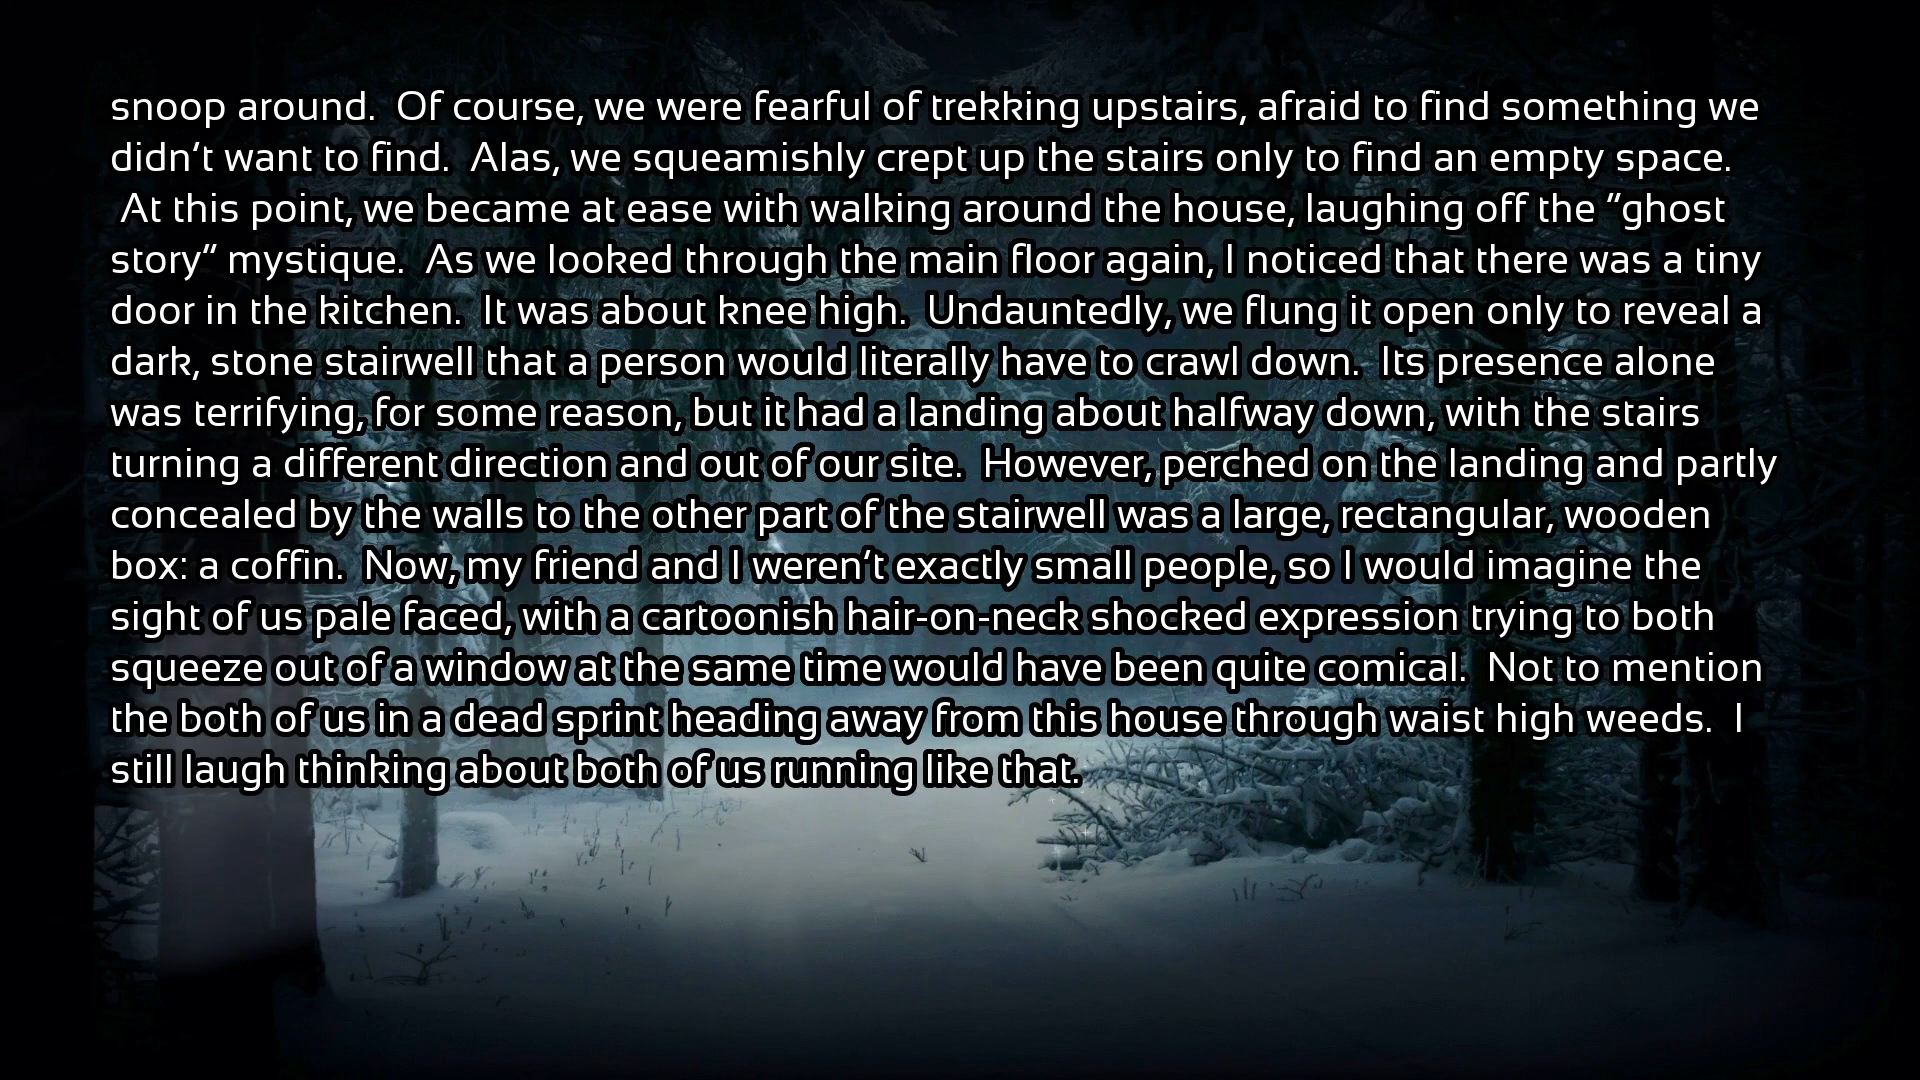 snoop around.  Of course, we were fearful of trekking upstairs, afraid to find something we
didn’t want to find.  Alas, we squeamishly crept up the stairs only to find an empty space.
At this point, we became at ease with walking around the house, laughing off the “ghost
story” mystique.  As we looked through the main floor again, I noticed that there was a tiny
door in the kitchen.  It was about knee high.  Undauntedly, we flung it open only to reveal a
dark, stone stairwell that a person would literally have to crawl down.  Its presence alone
was terrifying, for some reason, but it had a landing about halfway down, with the stairs
turning a different direction and out of our site.  However, perched on the landing and partly
concealed by the walls to the other part of the stairwell was a large, rectangular, wooden
box: a coffin.  Now, my friend and I weren’t exactly small people, so I would imagine the
sight of us pale faced, with a cartoonish hair-on-neck shocked expression trying to both
squeeze out of a window at the same time would have been quite comical.  Not to mention
the both of us in a dead sprint heading away from this house through waist high weeds.  I
still laugh thinking about both of us running like that.